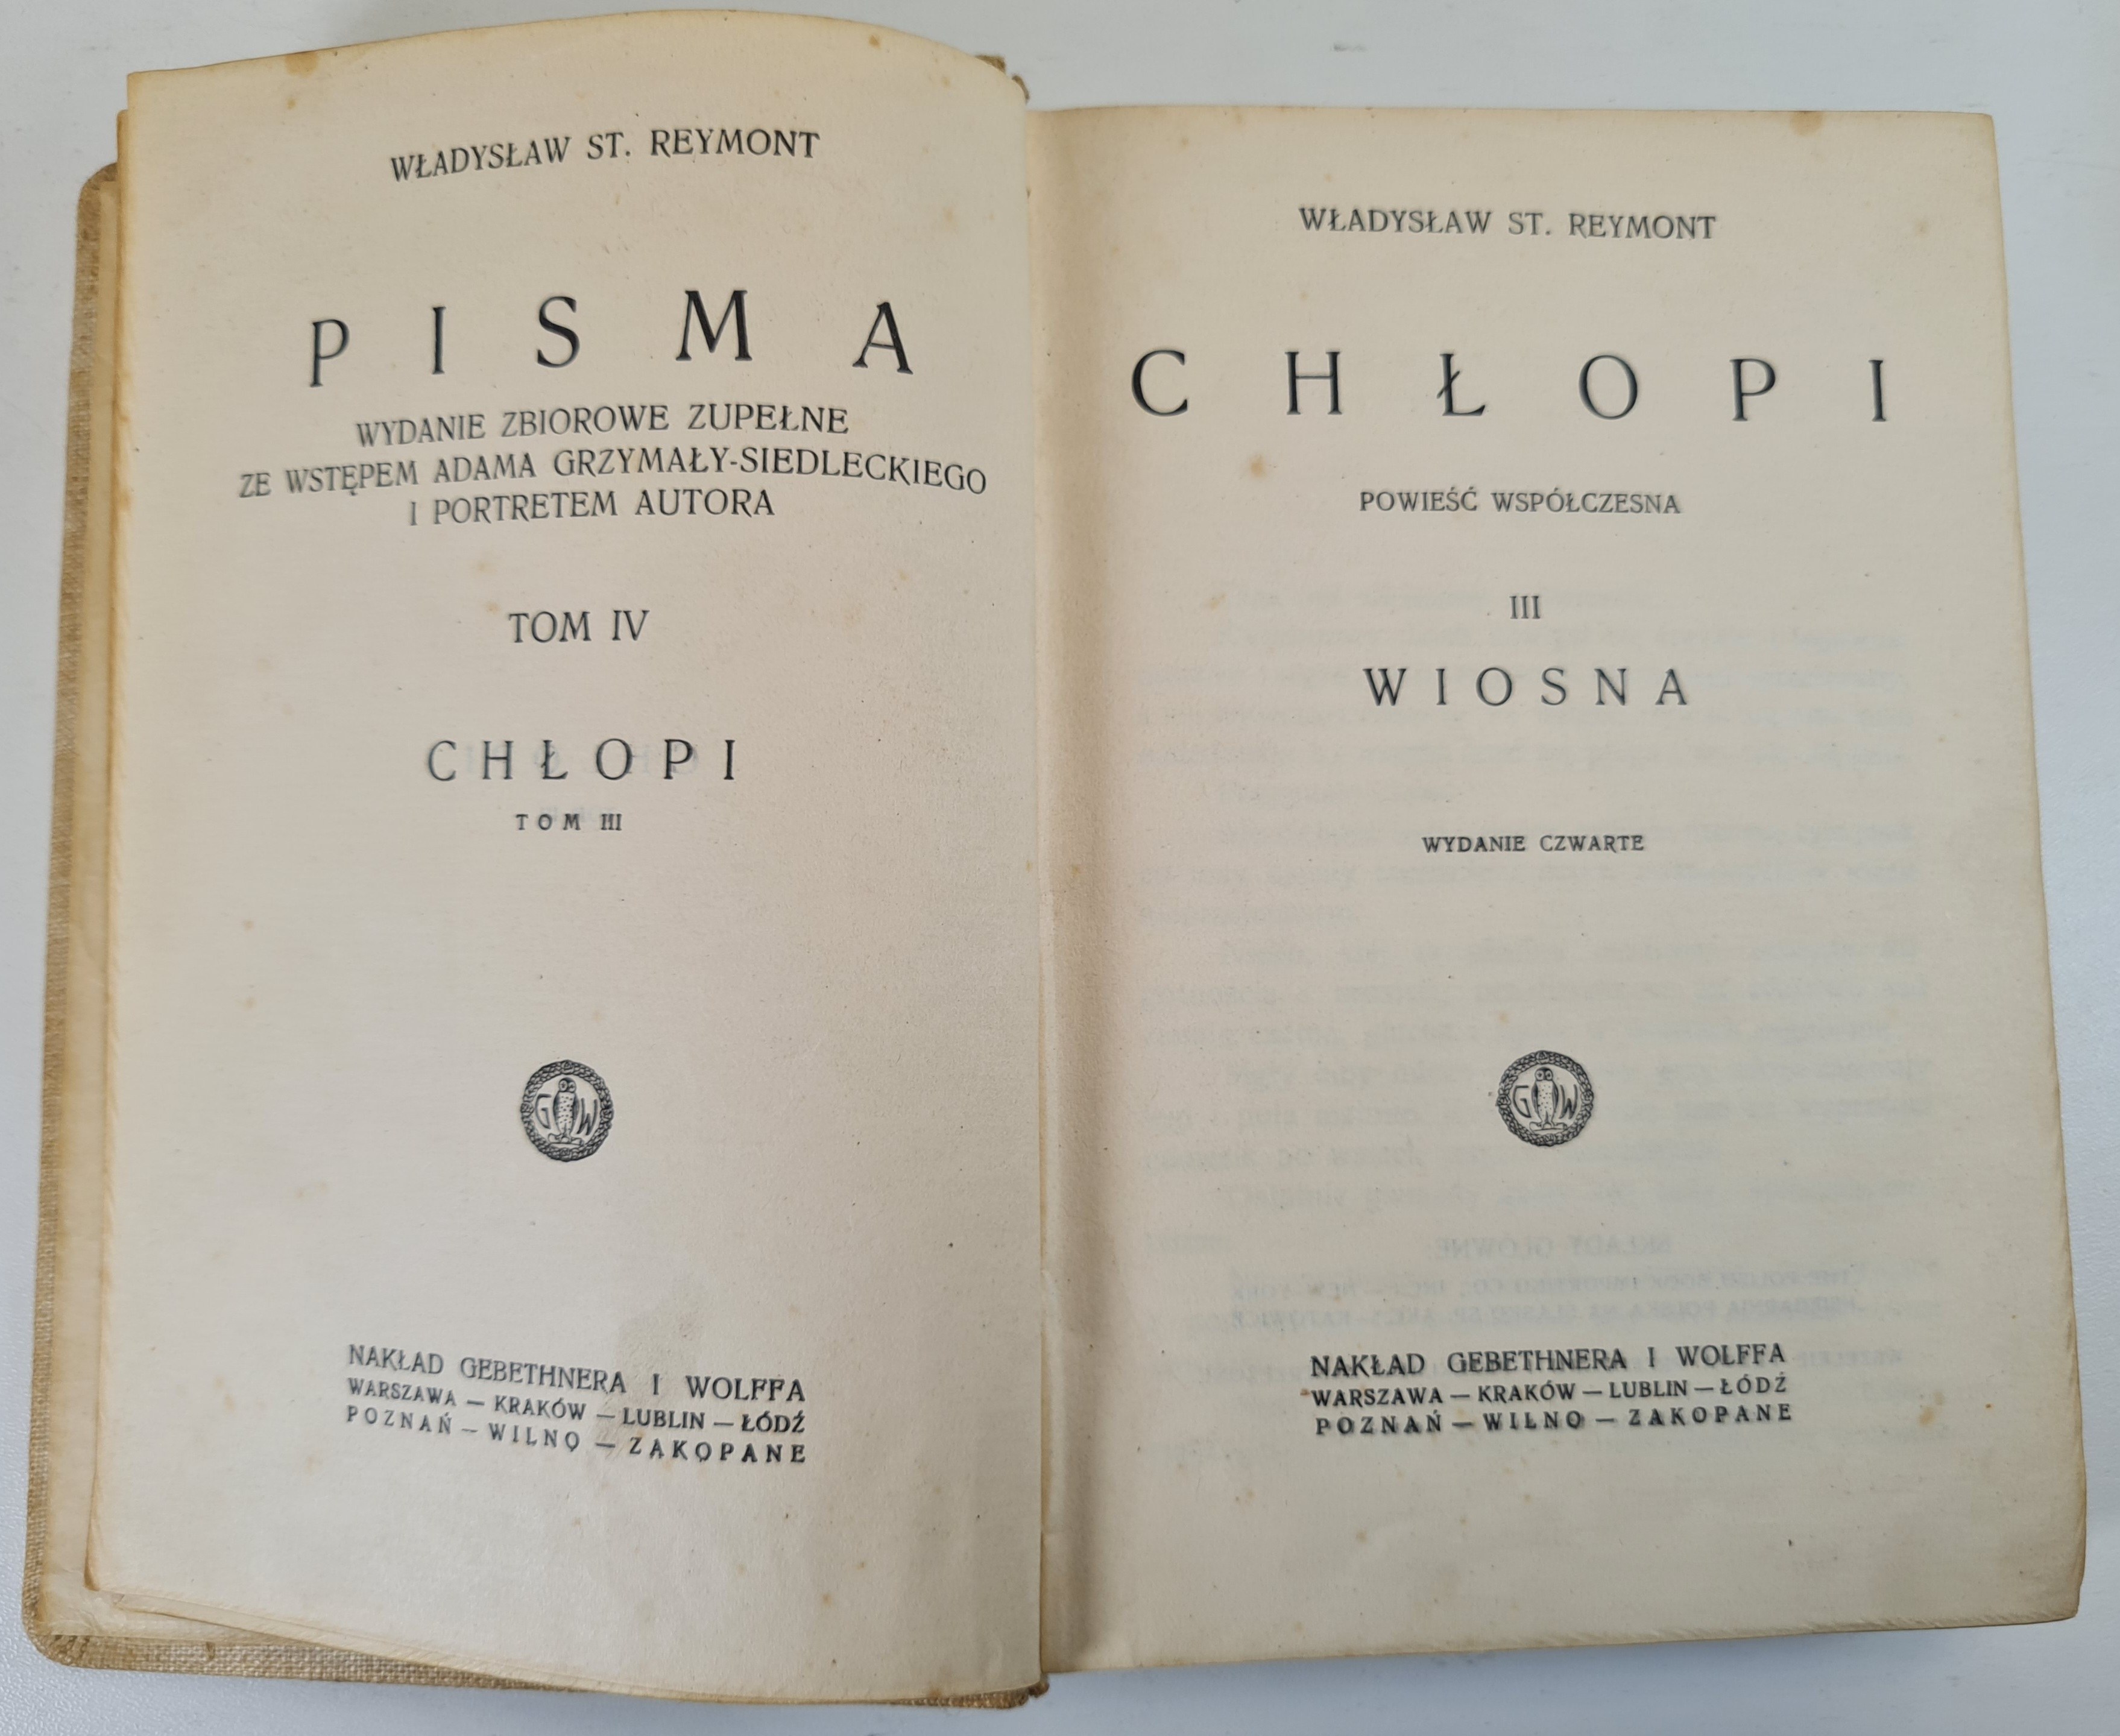 WŁADYSŁAW ST. REYMONT
PISMA
WYDANIE ZBIOROWE ZUPEŁNE
ZE WSTĘPEM ADAMA GRZYMAŁY-SIEDLECKIEGO
I PORTRETEM AUTORA
TOM IV
CHŁOPI
TOM III
G W
NAKŁAD GEBETHNERA I WOLFFA
WARSZAWA — KRAKÓW — LUBLIN — ŁÓDŹ
POZNAŃ — WILNO — ZAKOPANE
WŁADYSŁAW ST. REYMONT
CHŁOPI
POWIEŚĆ WSPÓŁCZESNA
III
WIOSNA
WYDANIE CZWARTE
G W
NAKŁAD GEBETHNERA I WOLFFA
WARSZAWA — KRAKÓW — LUBLIN — ŁÓDŹ
POZNAŃ — WILNO — ZAKOPANE